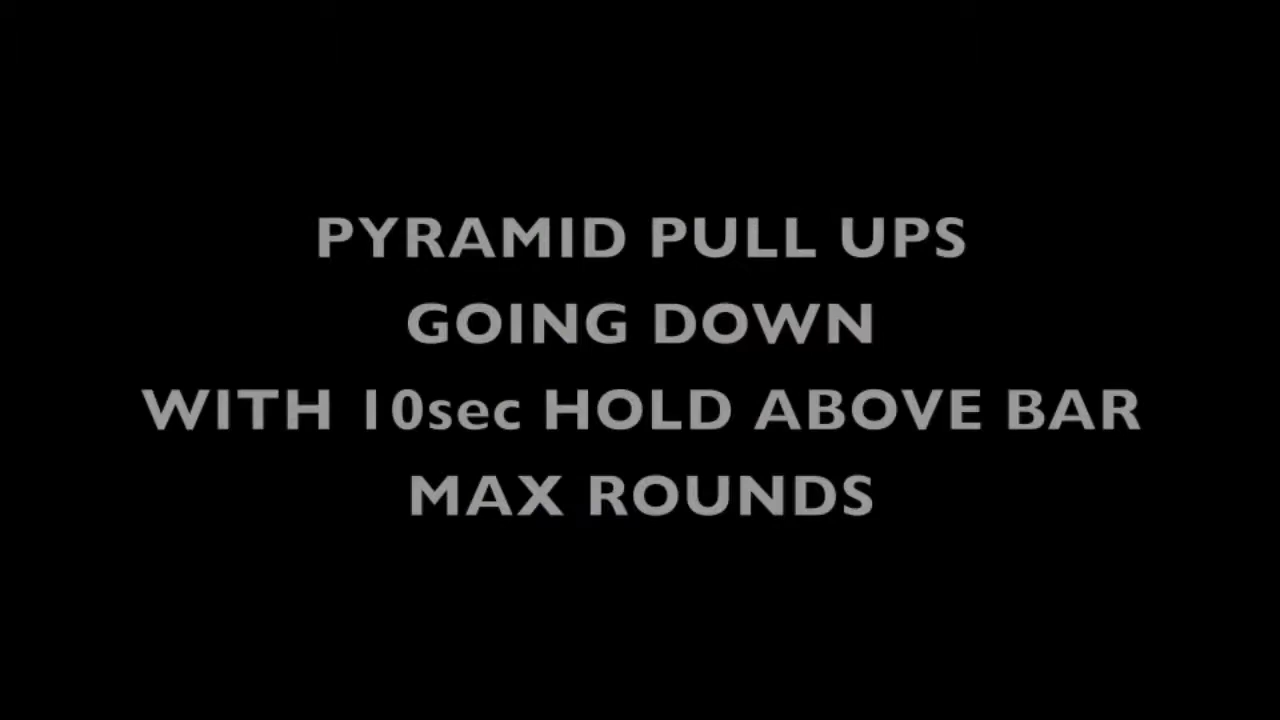 PYRAMID PULL UPS
GOING DOWN
WITH 10sec HOLD ABOVE BAR
MAX ROUNDS